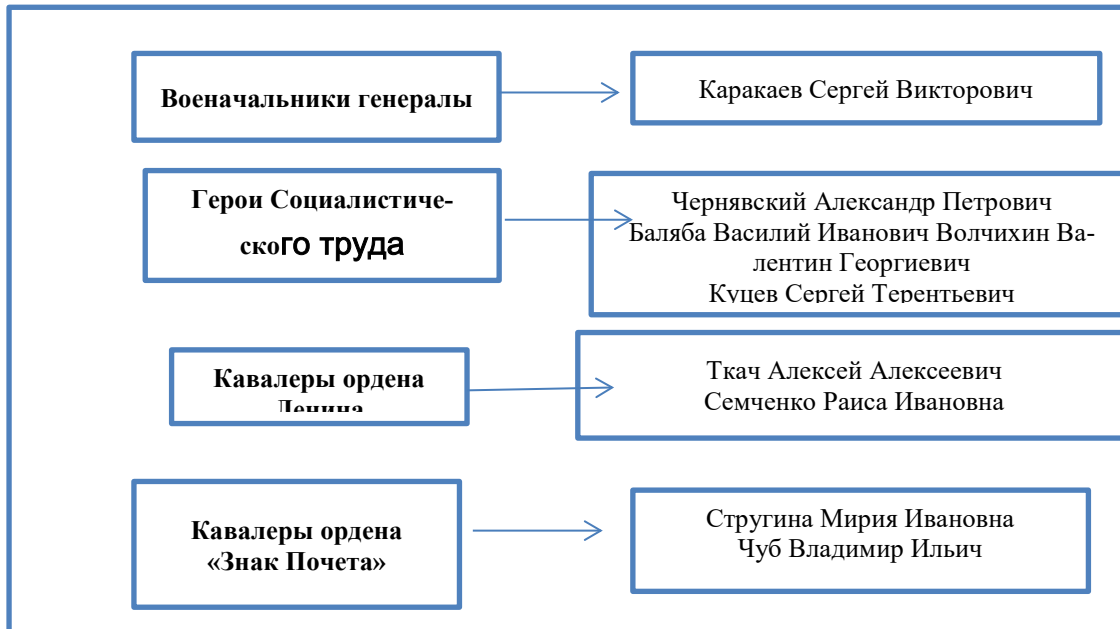 Военачальники генералы
Каракаев Сергей Викторович
Герои Социалистиче-
ского труда
Чернявский Александр Петрович
Баляба Василий Иванович Волчихин Ва-
лентин Георгиевич
Куцев Сергей Терентьевич
Кавалеры ордена
Ленина
Ткач Алексей Алексеевич
Семченко Раиса Ивановна
Кавалеры ордена
«Знак Почета»
Стругина Мирия Ивановна
Чуб Владимир Ильич